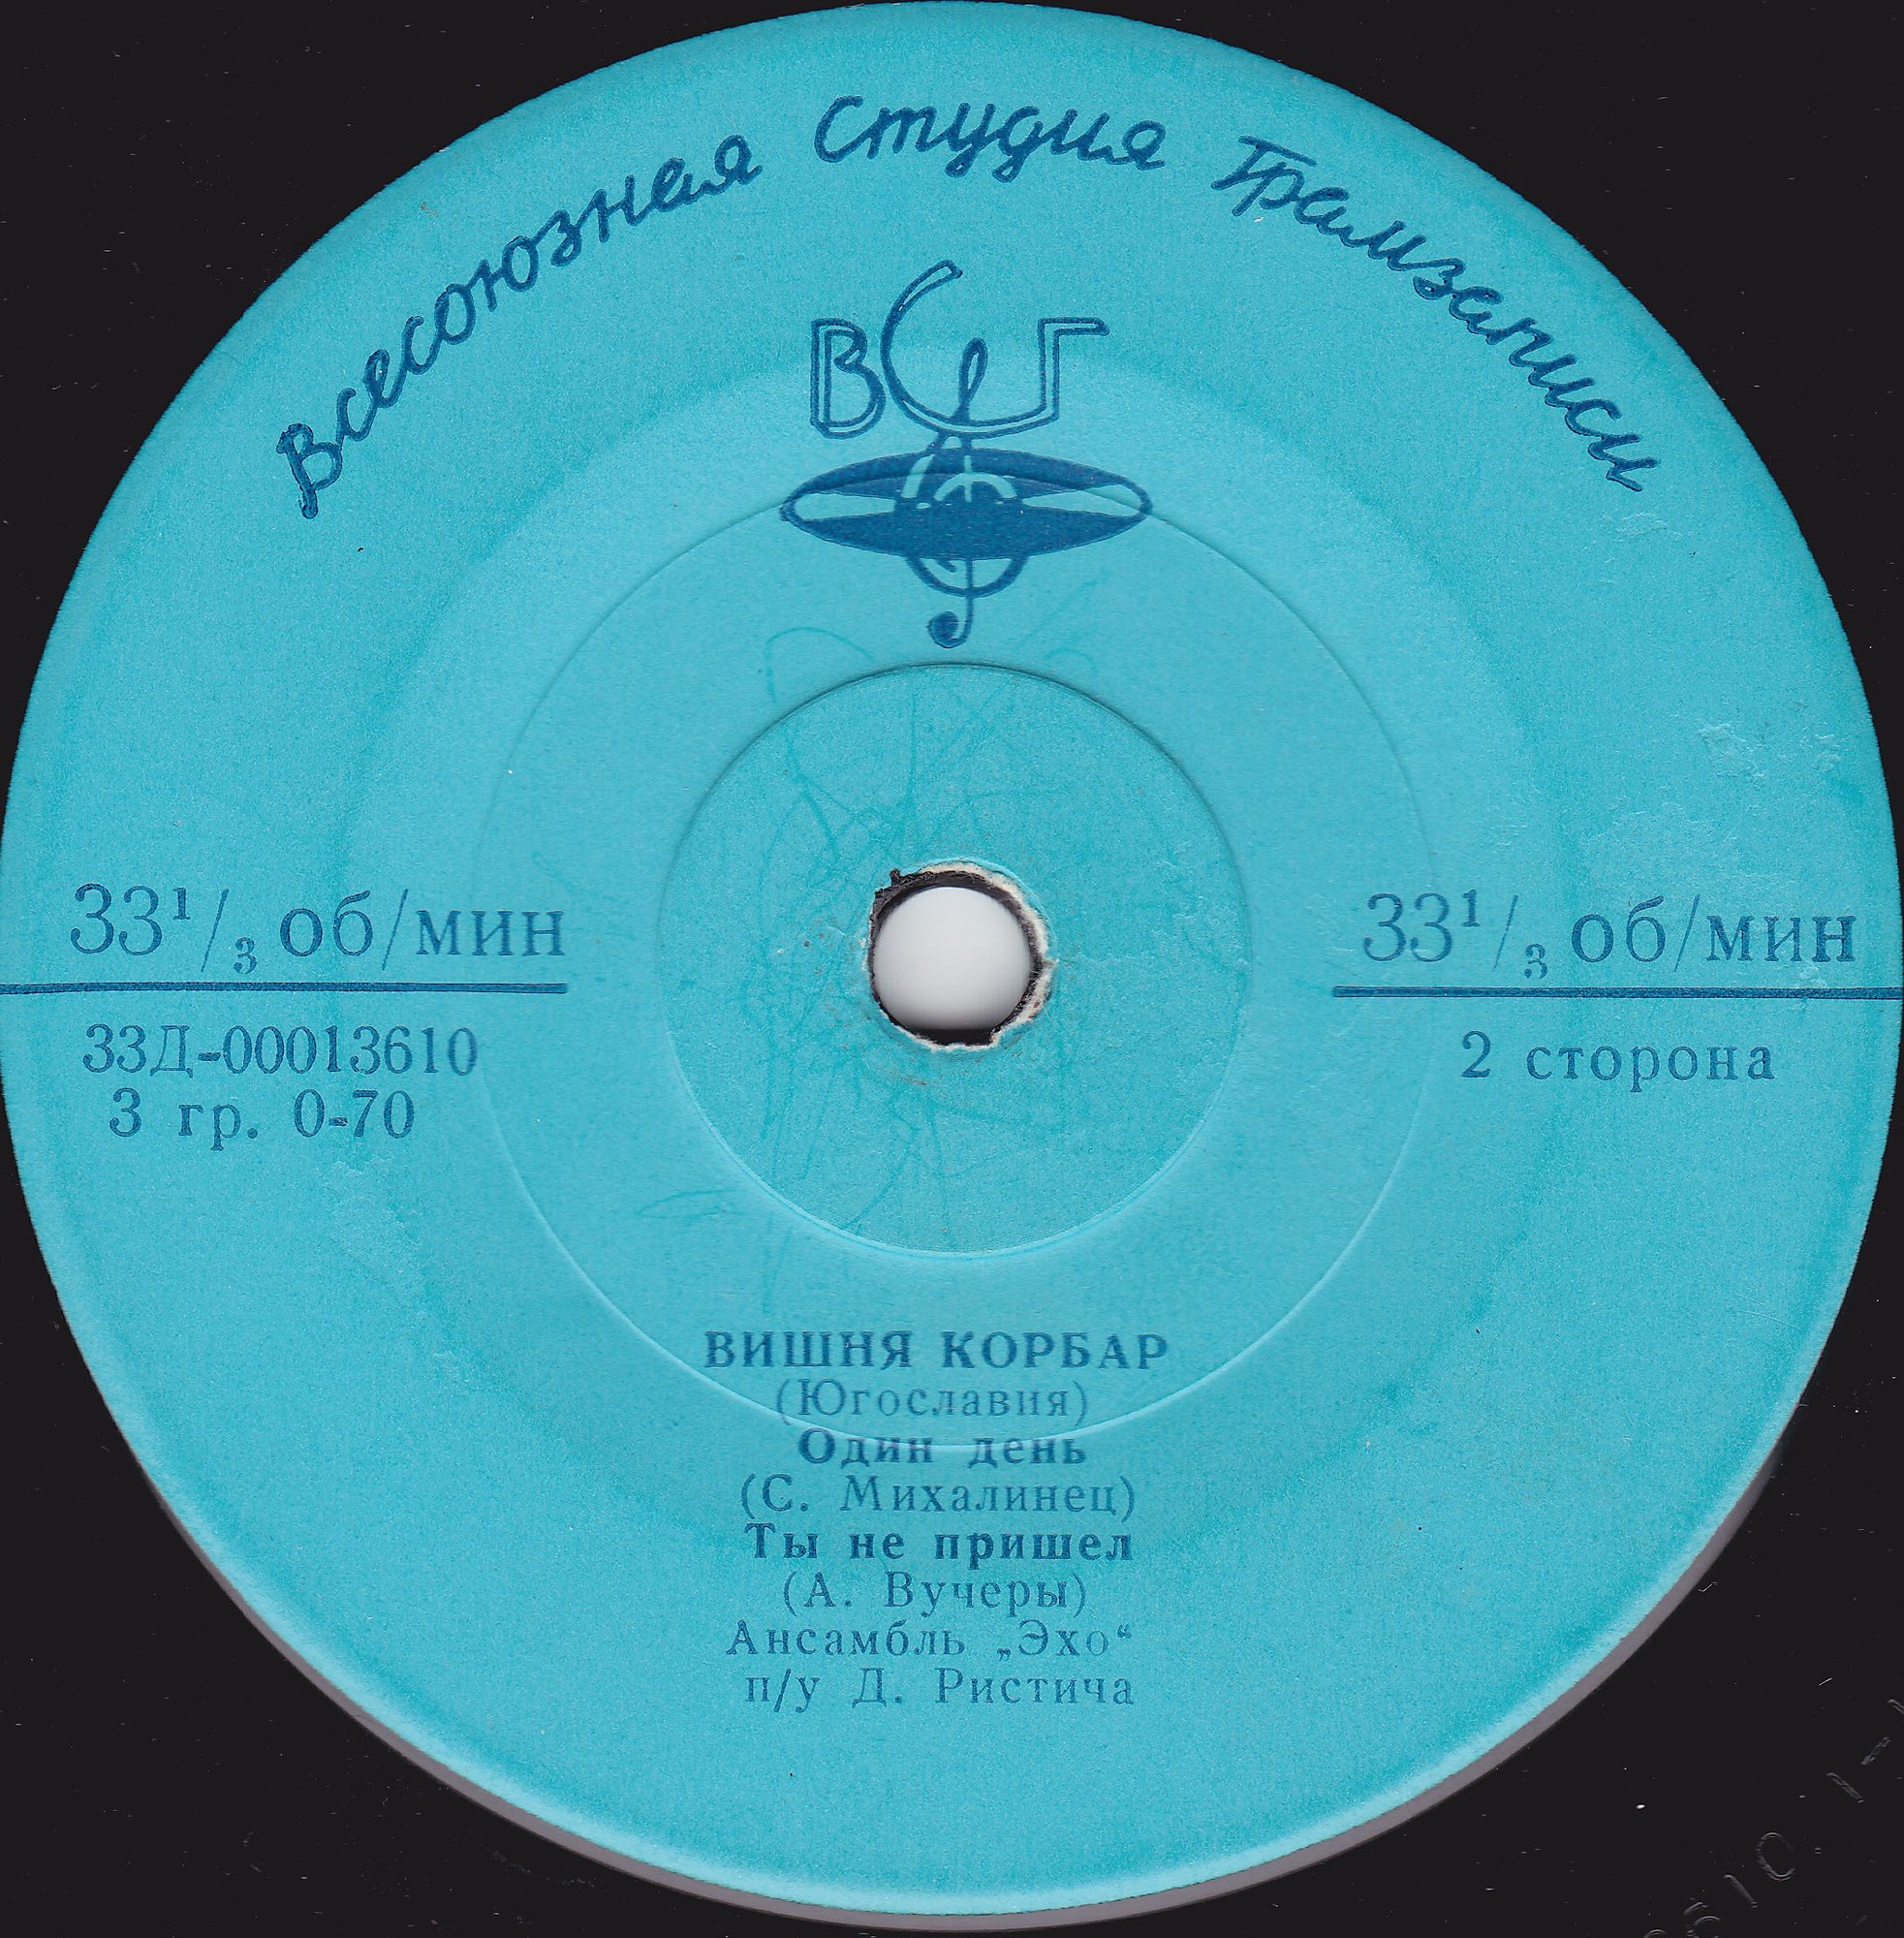 Всесоюзная Студия Грамзаписи
ВСГ
33¹/₃ об/мин
33¹/₃ об/мин
33Д-00013610
3 гр. 0-70
2 сторона
ВИШНЯ КОРБАР
(Югославия)
Один день
(С. Михалинец)
Ты не пришел
(А. Вучеры)
Ансамбль „Эхо“
п/у Д. Ристича